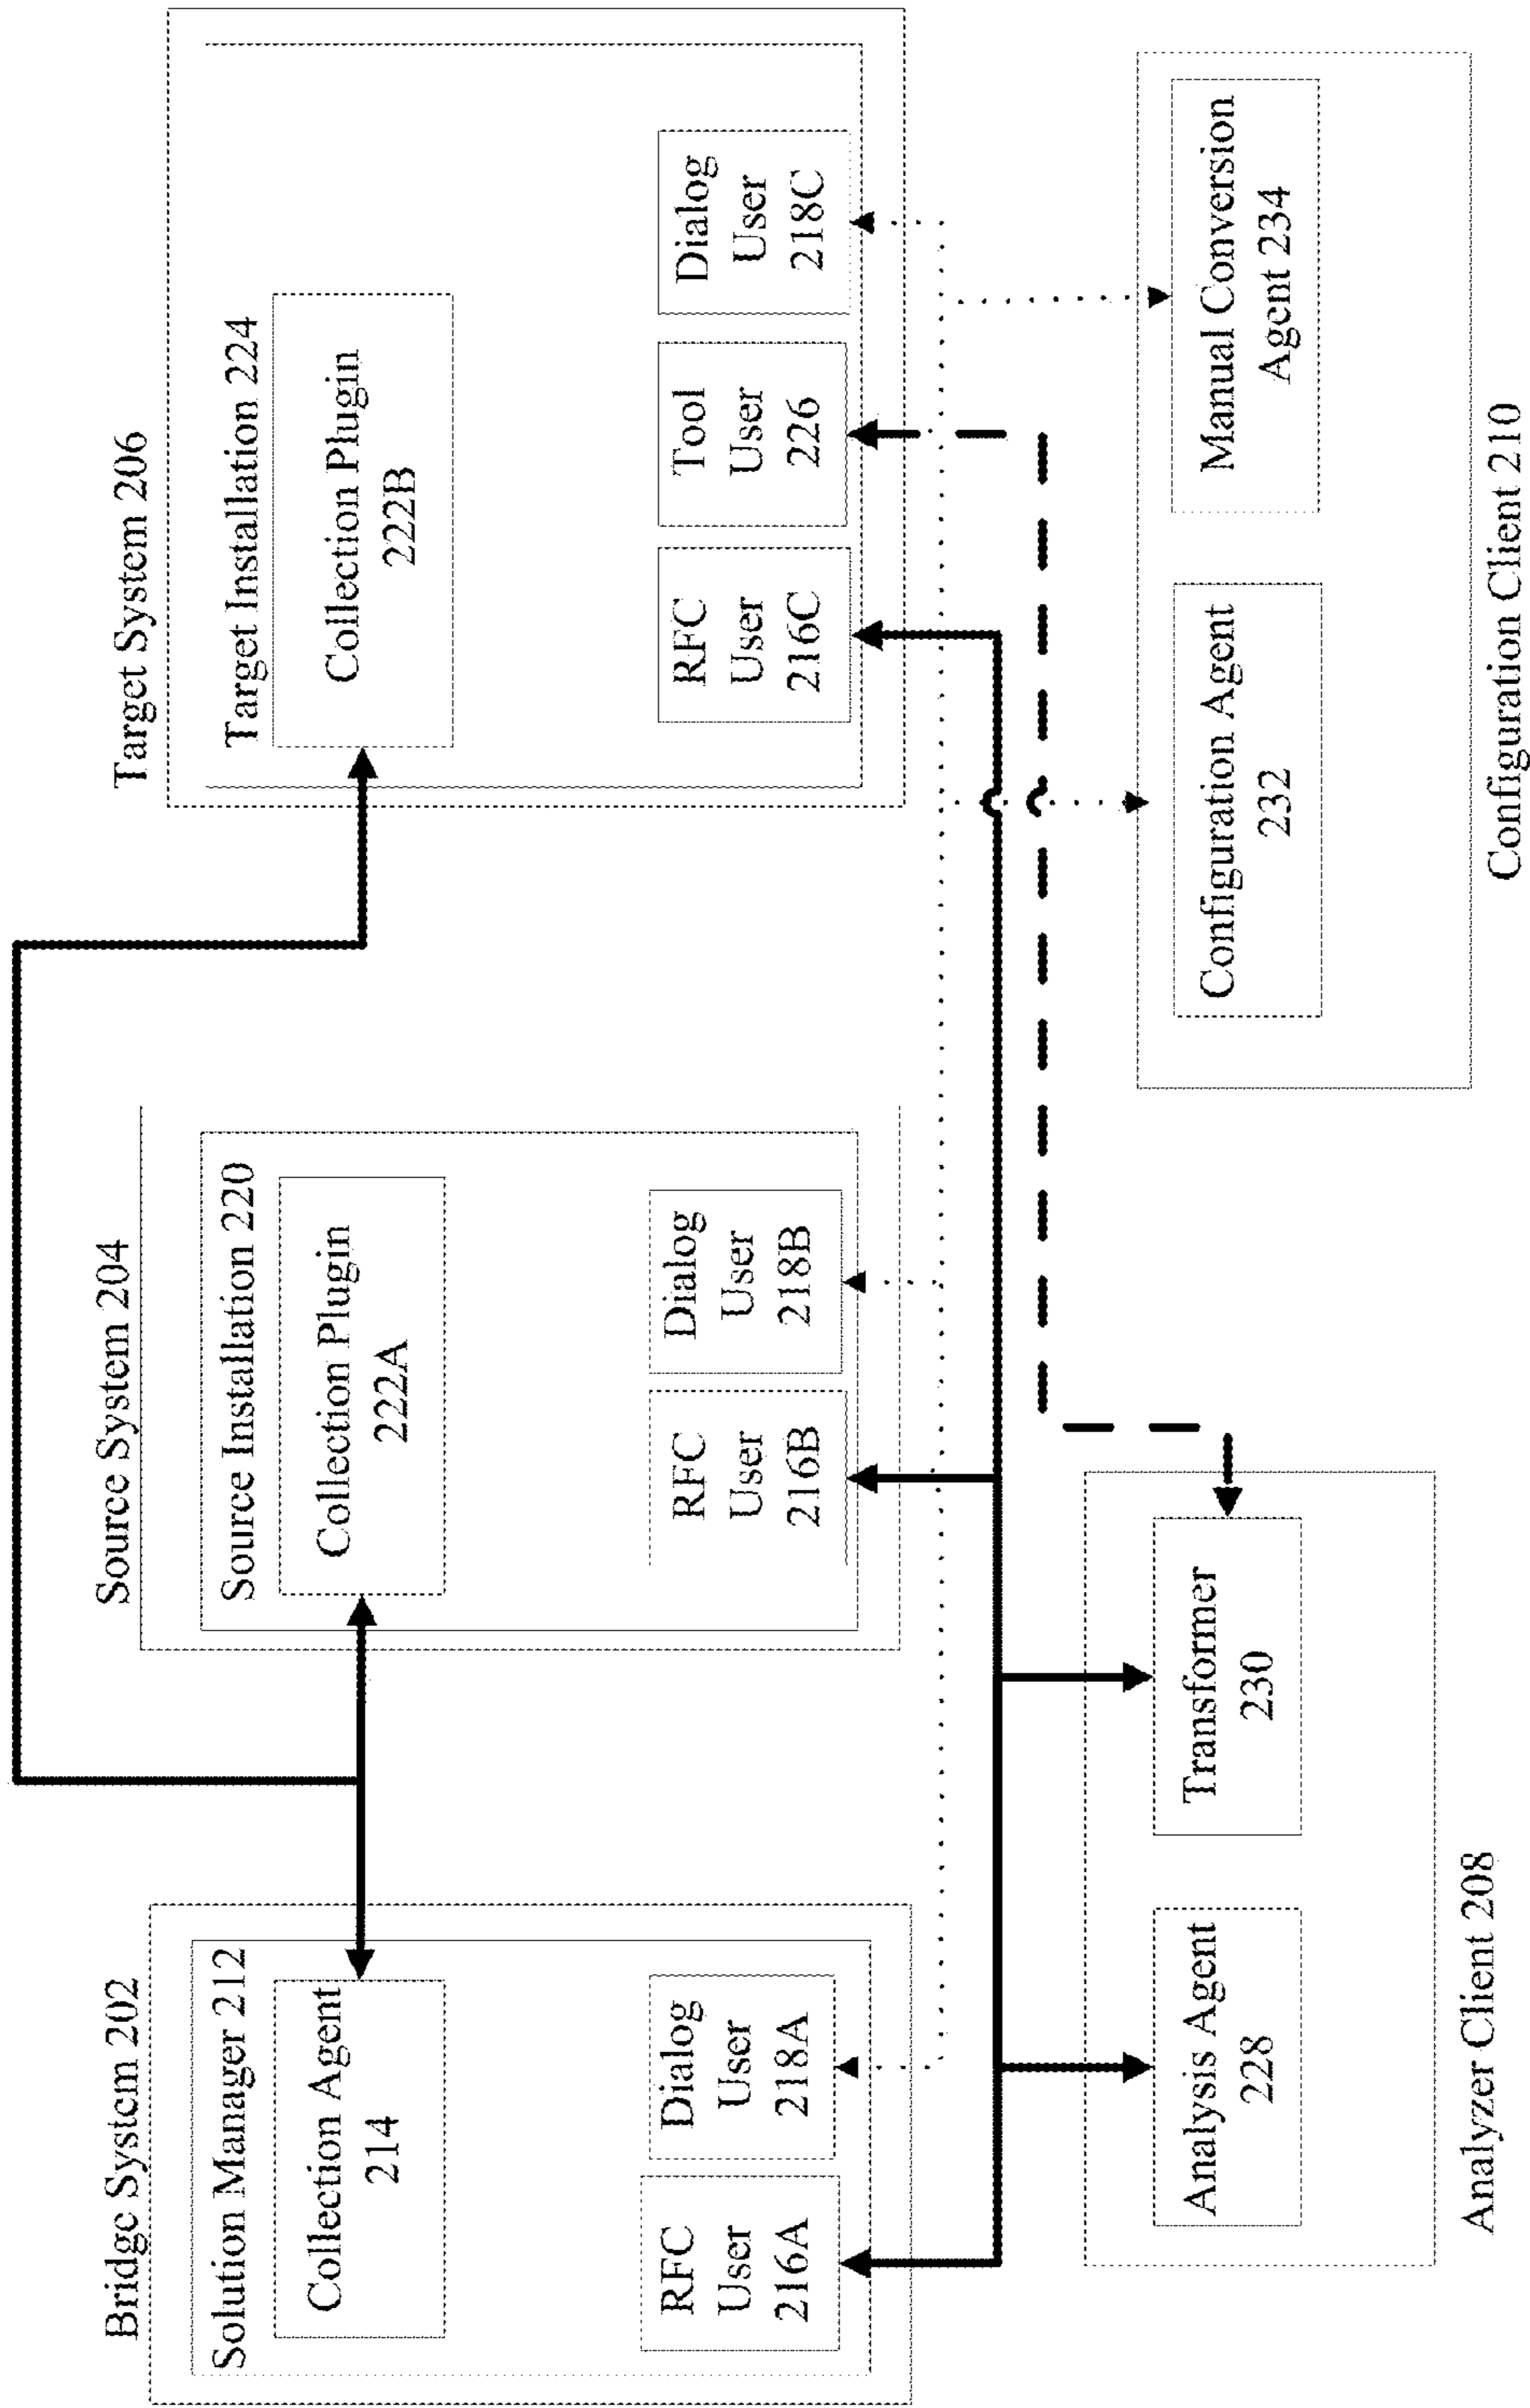 Bridge System 202
Solution Manager 212
Collection Agent
214
RFC
User
216A
Dialog
User
218A
Source System 204
Source Installation 220
Collection Plugin
222A
RFC
User
216B
Dialog
User
218B
Target System 206
Target Installation 224
Collection Plugin
222B
RFC
User
216C
Tool
User
226
Dialog
User
218C
Analysis Agent
228
Transformer
230
Analyzer Client 208
Configuration Agent
232
Manual Conversion
Agent 234
Configuration Client 210